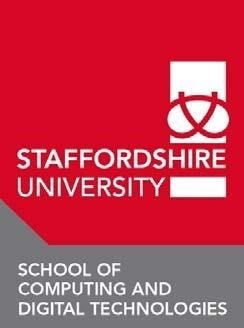 STAFFORDSHIRE
UNIVERSITY
SCHOOL OF
COMPUTING AND
DIGITAL TECHNOLOGIES